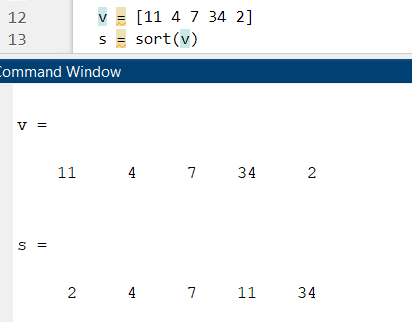 12 v = [11 4 7 34 2]
13 s = sort(v)
Command Window
v =
11 4 7 34 2
s =
2 4 7 11 34